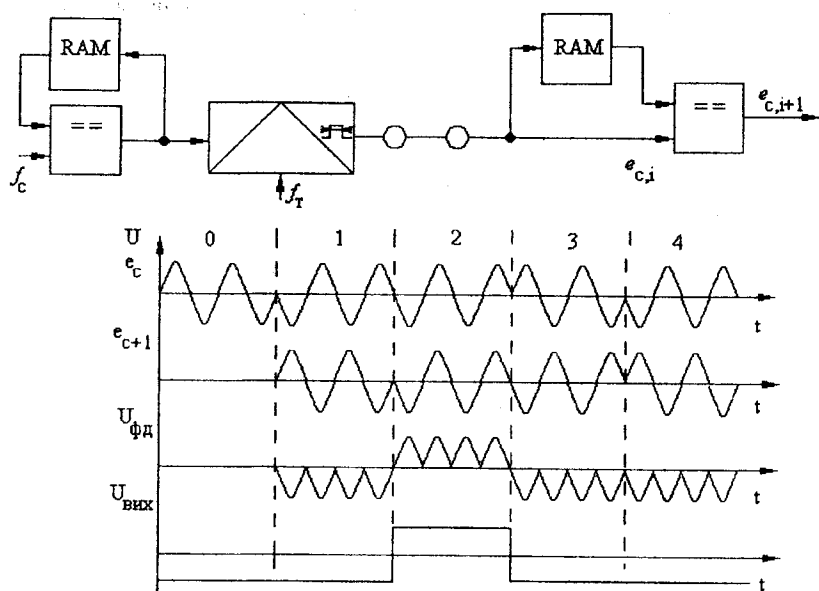 RAM
RAM
==
==
e_c,i+1
f_c
f_т
e_c,i
U
0 1 2 3 4
e_c
t
e_c+1
t
U_фд
t
U_вих
t